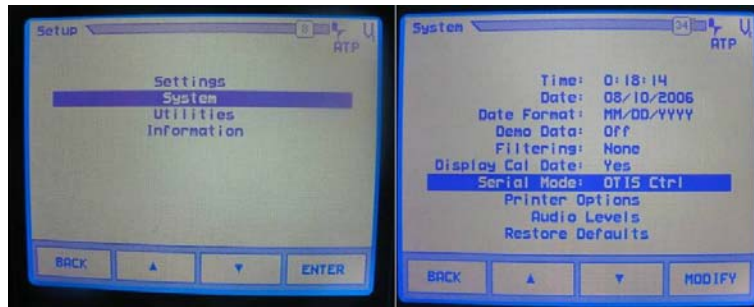 Setup
8
ATP
Settings
System
Utilities
Information
BACK
ENTER
System
34
ATP
Time: 0:18:14
Date: 08/10/2006
Date Format: MM/DD/YYYY
Demo Data: Off
Filtering: None
Display Cal Date: Yes
Serial Mode: OTIS Ctrl
Printer Options
Audio Levels
Restore Defaults
BACK
MODIFY